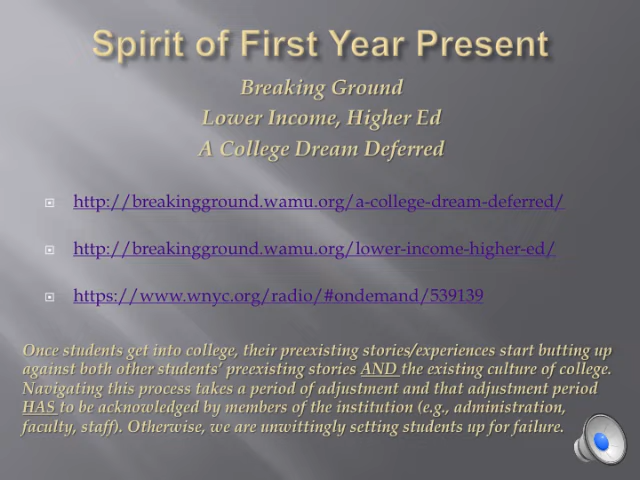 Spirit of First Year Present
Breaking Ground
Lower Income, Higher Ed
A College Dream Deferred
http://breakingground.wamu.org/a-college-dream-deferred/
http://breakingground.wamu.org/lower-income-higher-ed/
https://www.wnyc.org/radio/#ondemand/539139
Once students get into college, their preexisting stories/experiences start butting up
against both other students' preexisting stories AND the existing culture of college.
Navigating this process takes a period of adjustment and that adjustment period
HAS to be acknowledged by members of the institution (e.g., administration,
faculty, staff). Otherwise, we are unwittingly setting students up for failure.